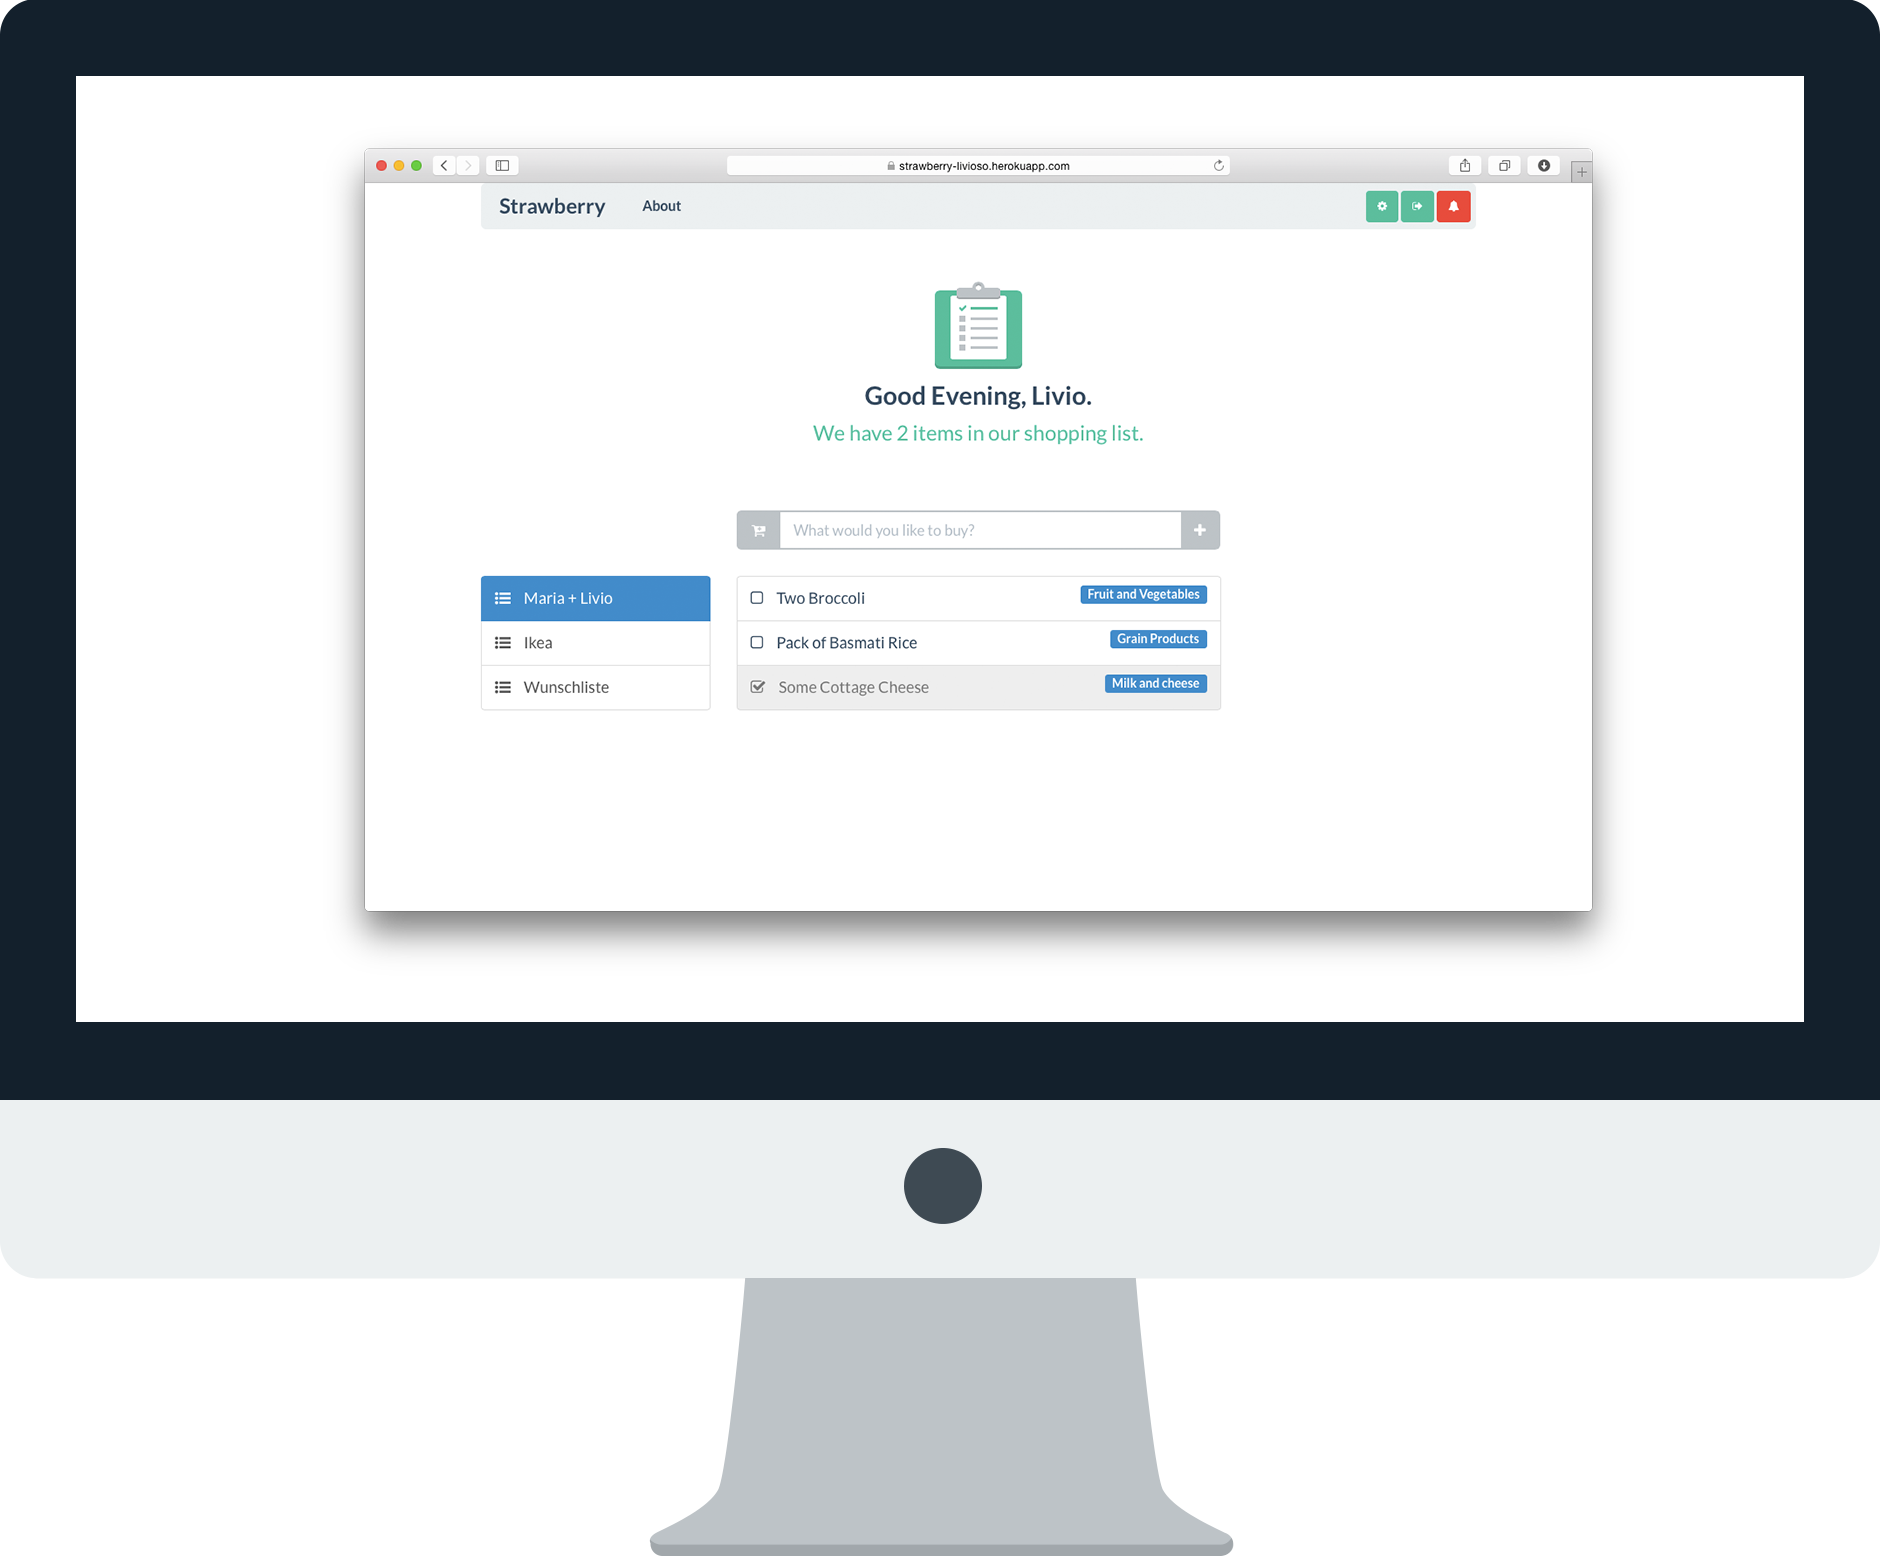 strawberry-livioso.herokuapp.com
Strawberry About
Good Evening, Livio.
We have 2 items in our shopping list.
What would you like to buy?
Maria + Livio
Ikea
Wunschliste
Two Broccoli Fruit and Vegetables
Pack of Basmati Rice Grain Products
Some Cottage Cheese Milk and cheese